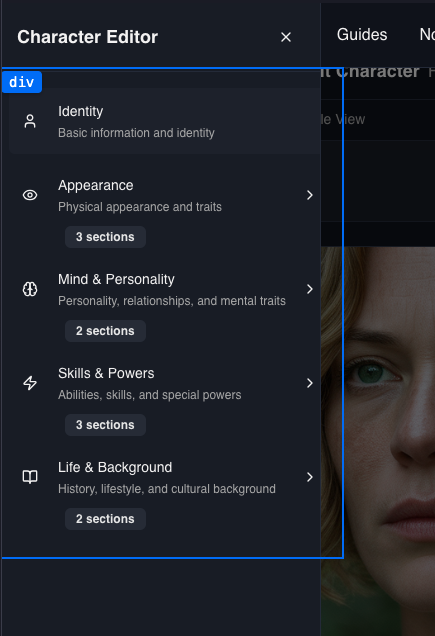 Character Editor
Guides
div
Character
Identity
Basic information and identity
View
Appearance
Physical appearance and traits
3 sections
Mind & Personality
Personality, relationships, and mental traits
2 sections
Skills & Powers
Abilities, skills, and special powers
3 sections
Life & Background
History, lifestyle, and cultural background
2 sections